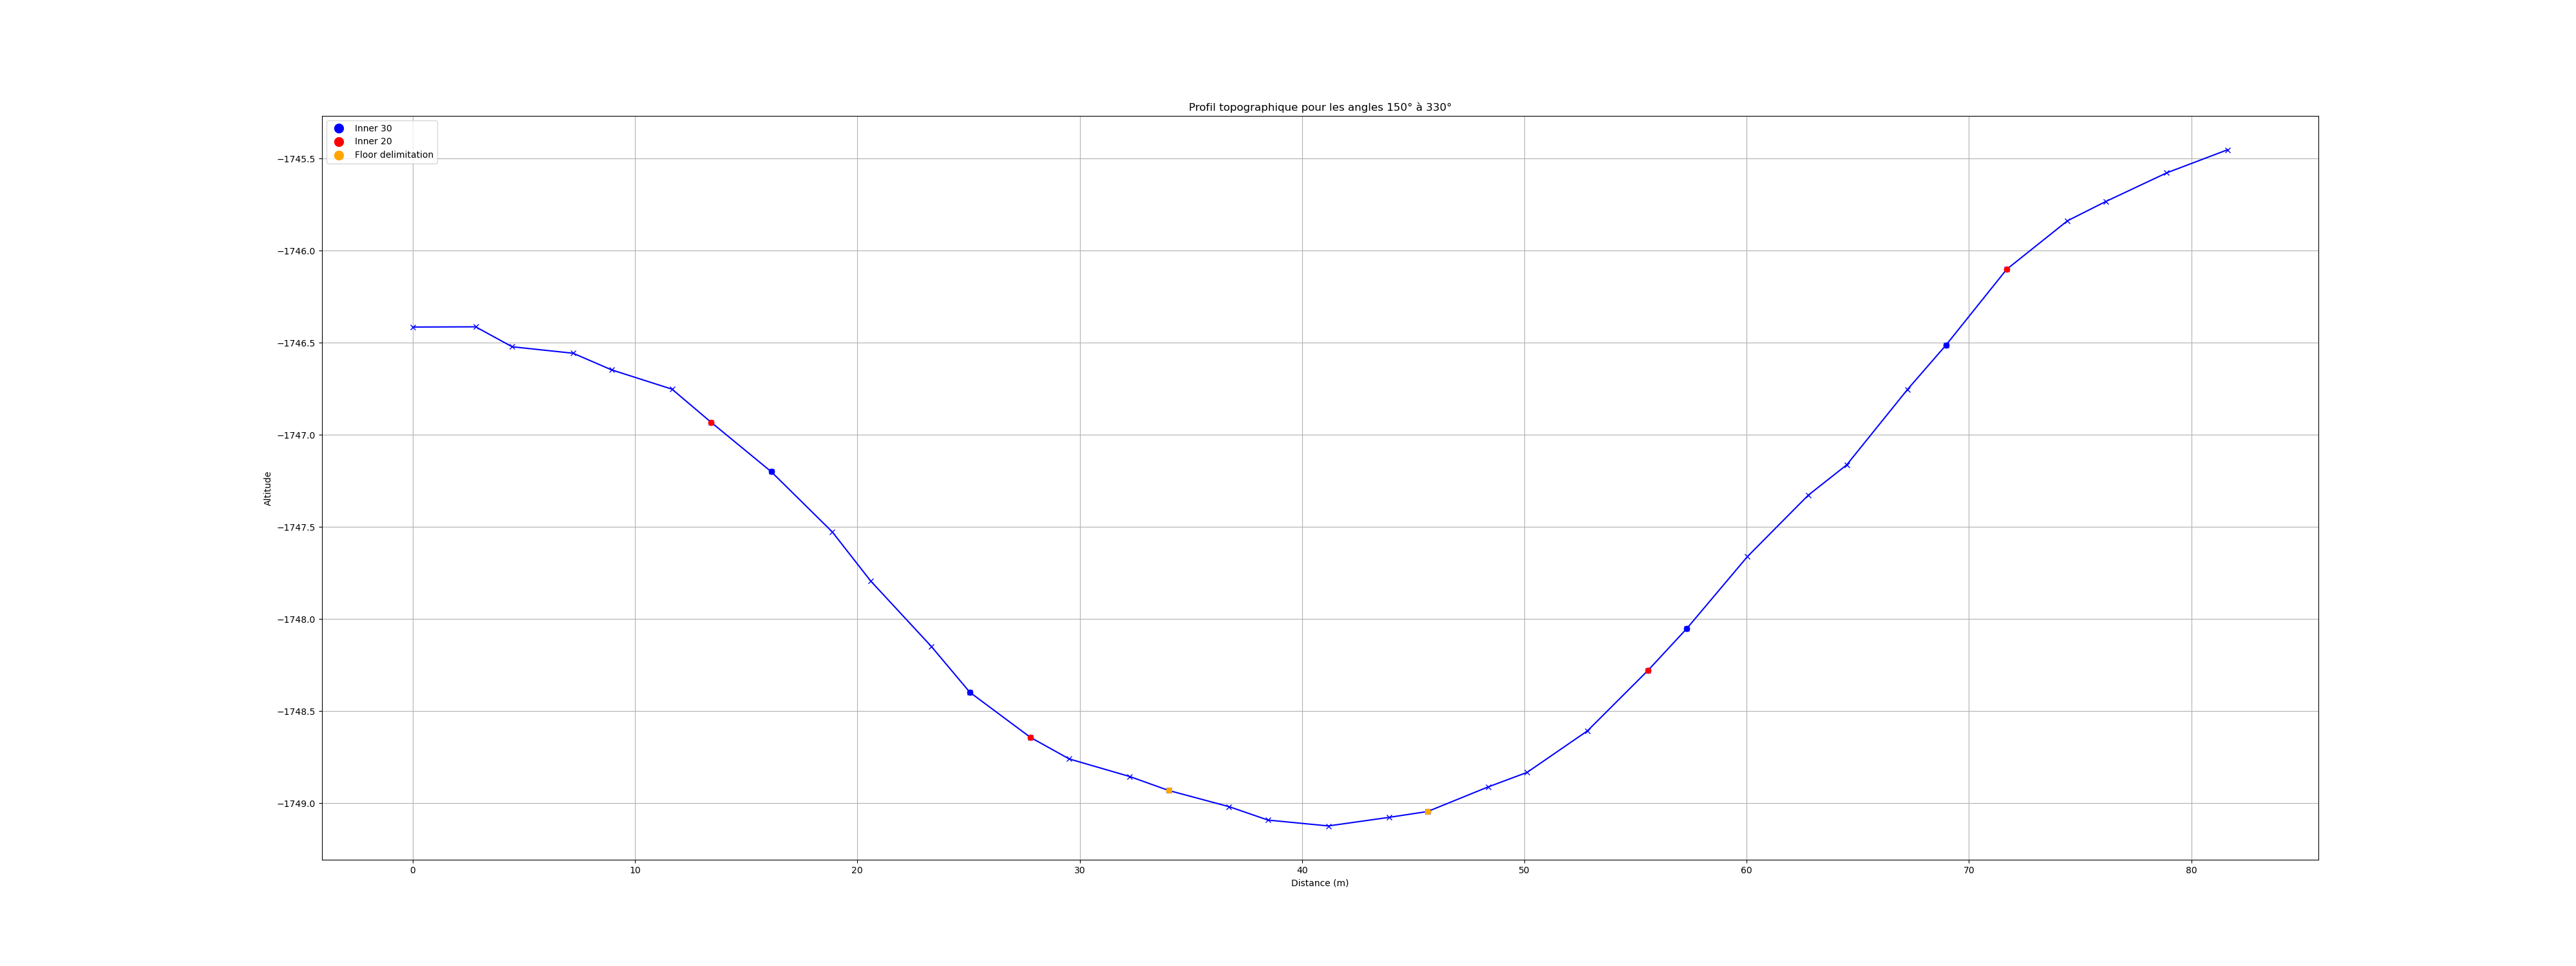 Profil topographique pour les angles 150° à 330°
Inner 30
Inner 20
Floor delimitation
−1745.5
−1746.0
−1746.5
−1747.0
−1747.5
−1748.0
−1748.5
−1749.0
Altitude
0 10 20 30 40 50 60 70 80
Distance (m)